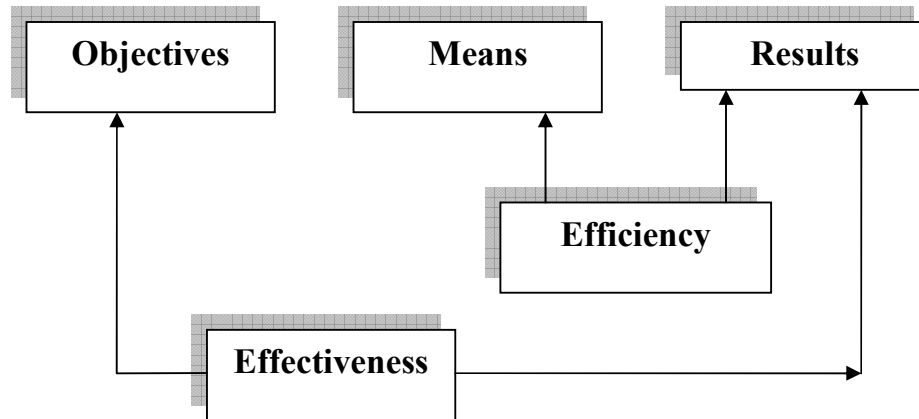 Objectives
Means
Results
Efficiency
Effectiveness